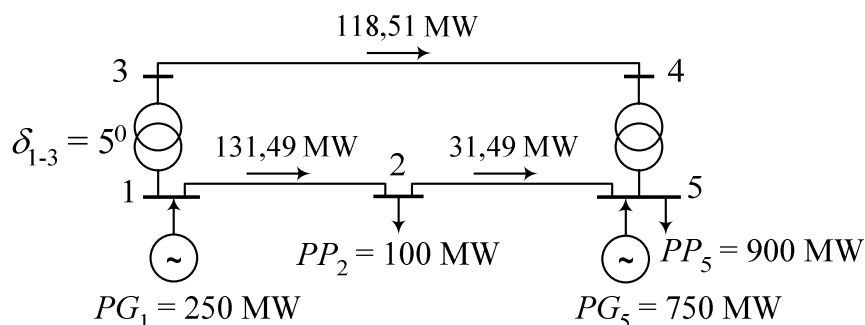 118,51 MW
3
4
δ1-3 = 5⁰
131,49 MW
2
31,49 MW
1
5
~
~
PP2 = 100 MW
PP5 = 900 MW
PG1 = 250 MW
PG5 = 750 MW